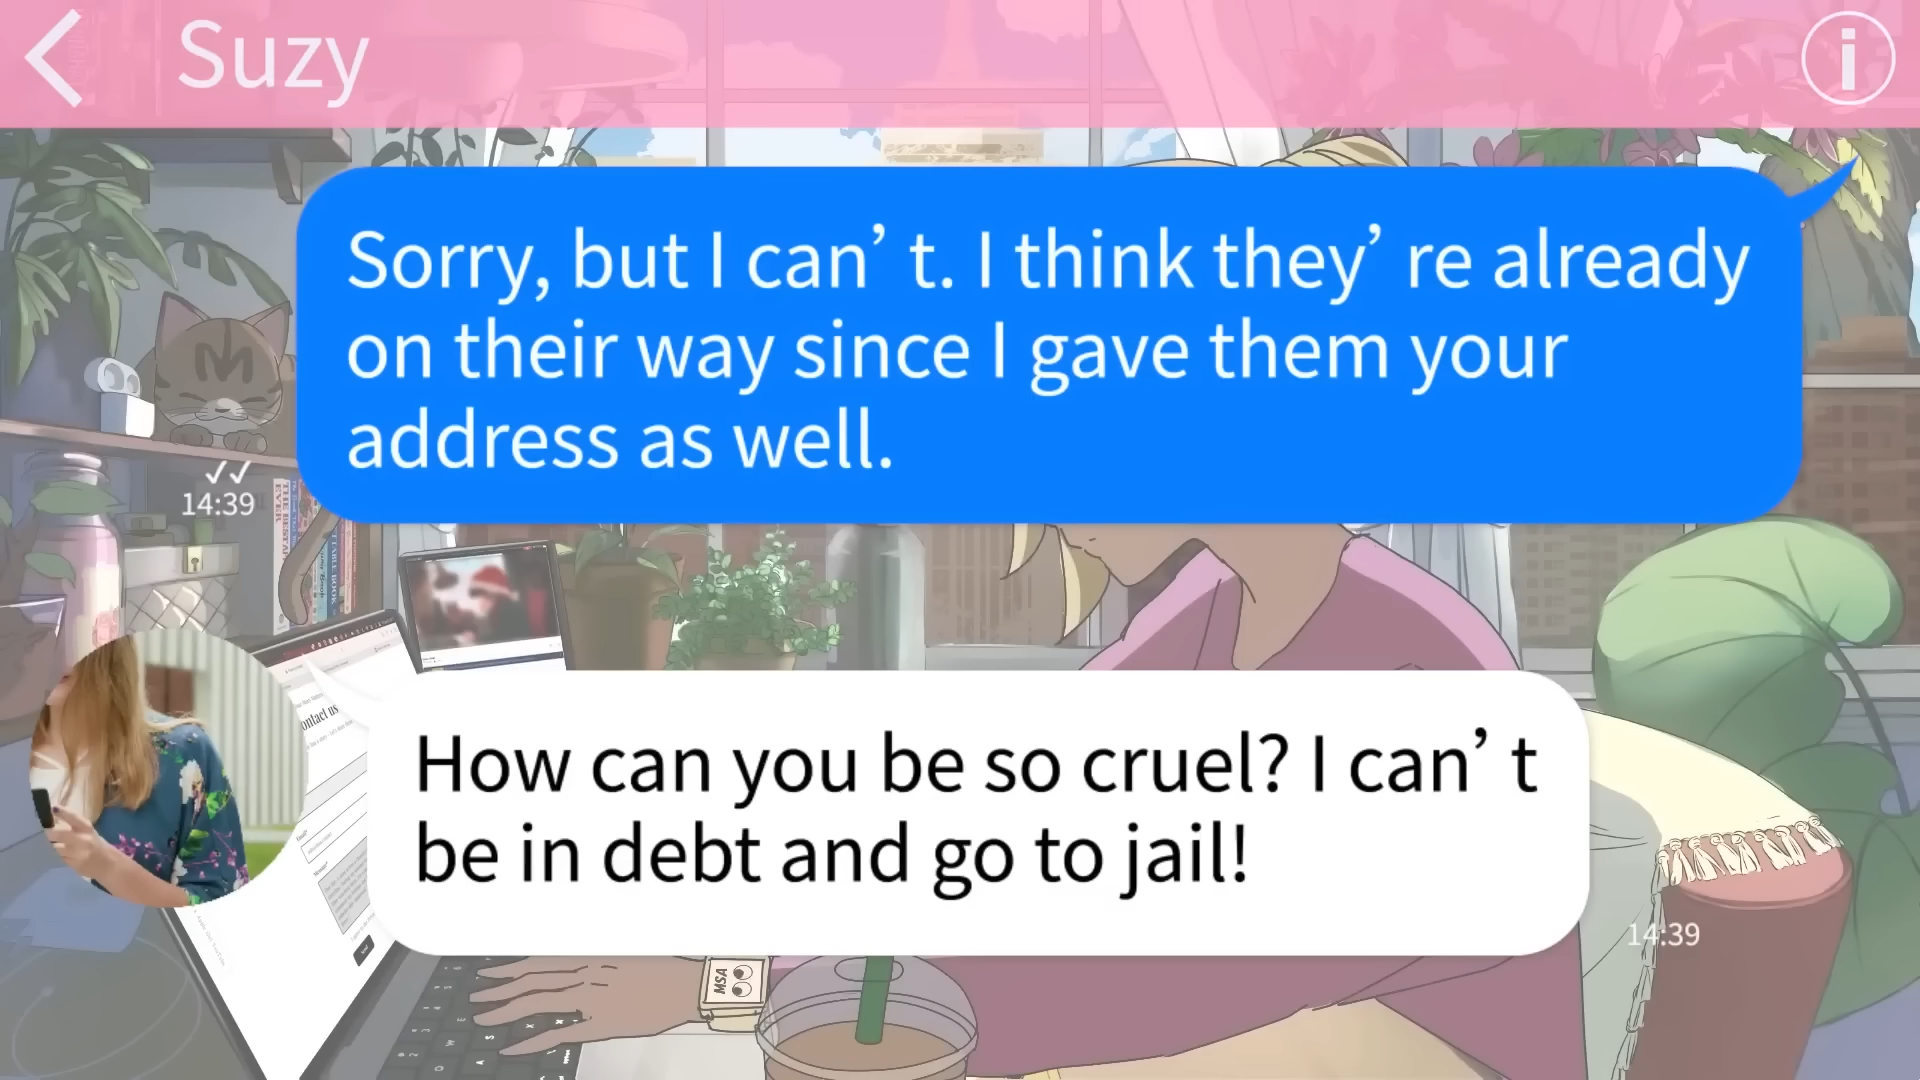 Suzy
i
Sorry, but I can’t. I think they’re already
on their way since I gave them your
address as well.
14:39
How can you be so cruel? I can’t
be in debt and go to jail!
14:39
MSA